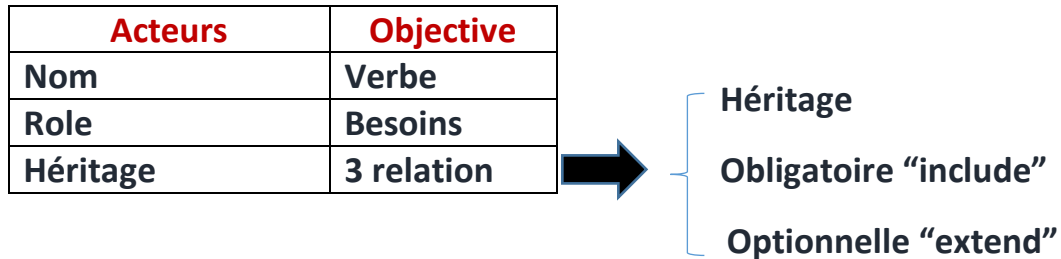 Acteurs Objective
Nom Verbe
Role Besoins
Héritage 3 relation
Héritage
Obligatoire “include”
Optionnelle “extend”